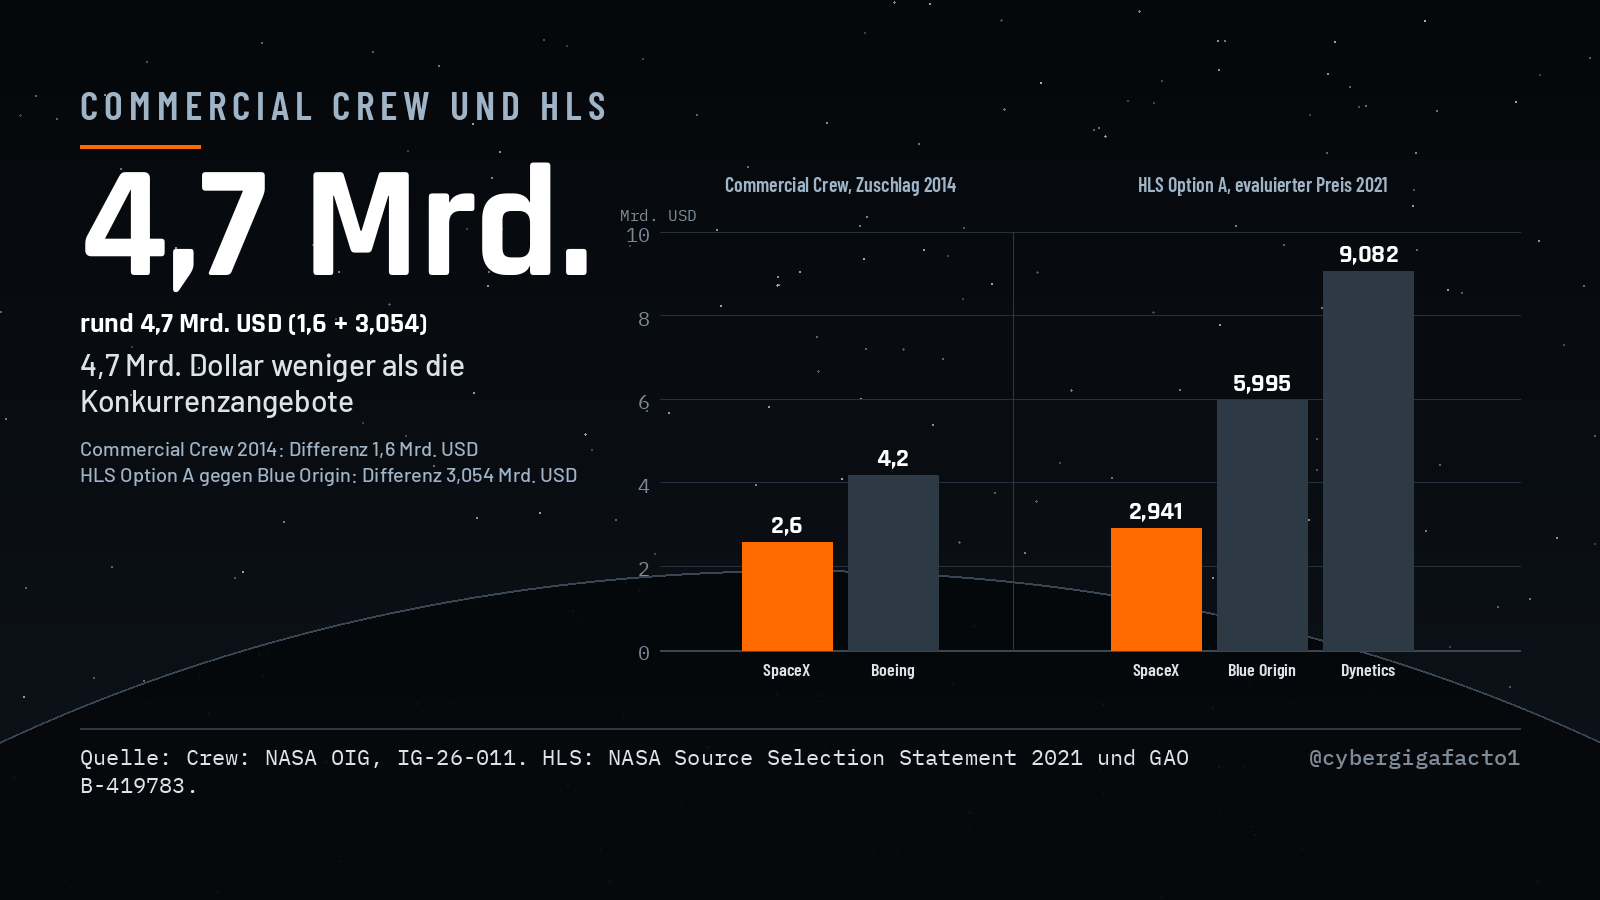 COMMERCIAL CREW UND HLS
4,7 Mrd.
rund 4,7 Mrd. USD (1,6 + 3,054)
4,7 Mrd. Dollar weniger als die
Konkurrenzangebote
Commercial Crew 2014: Differenz 1,6 Mrd. USD
HLS Option A gegen Blue Origin: Differenz 3,054 Mrd. USD
Commercial Crew, Zuschlag 2014
HLS Option A, evaluierter Preis 2021
Mrd. USD
10
8
6
4
2
0
2,6
4,2
2,941
5,995
9,082
SpaceX
Boeing
SpaceX
Blue Origin
Dynetics
Quelle: Crew: NASA OIG, IG-26-011. HLS: NASA Source Selection Statement 2021 und GAO
B-419783.
@cybergigafacto1